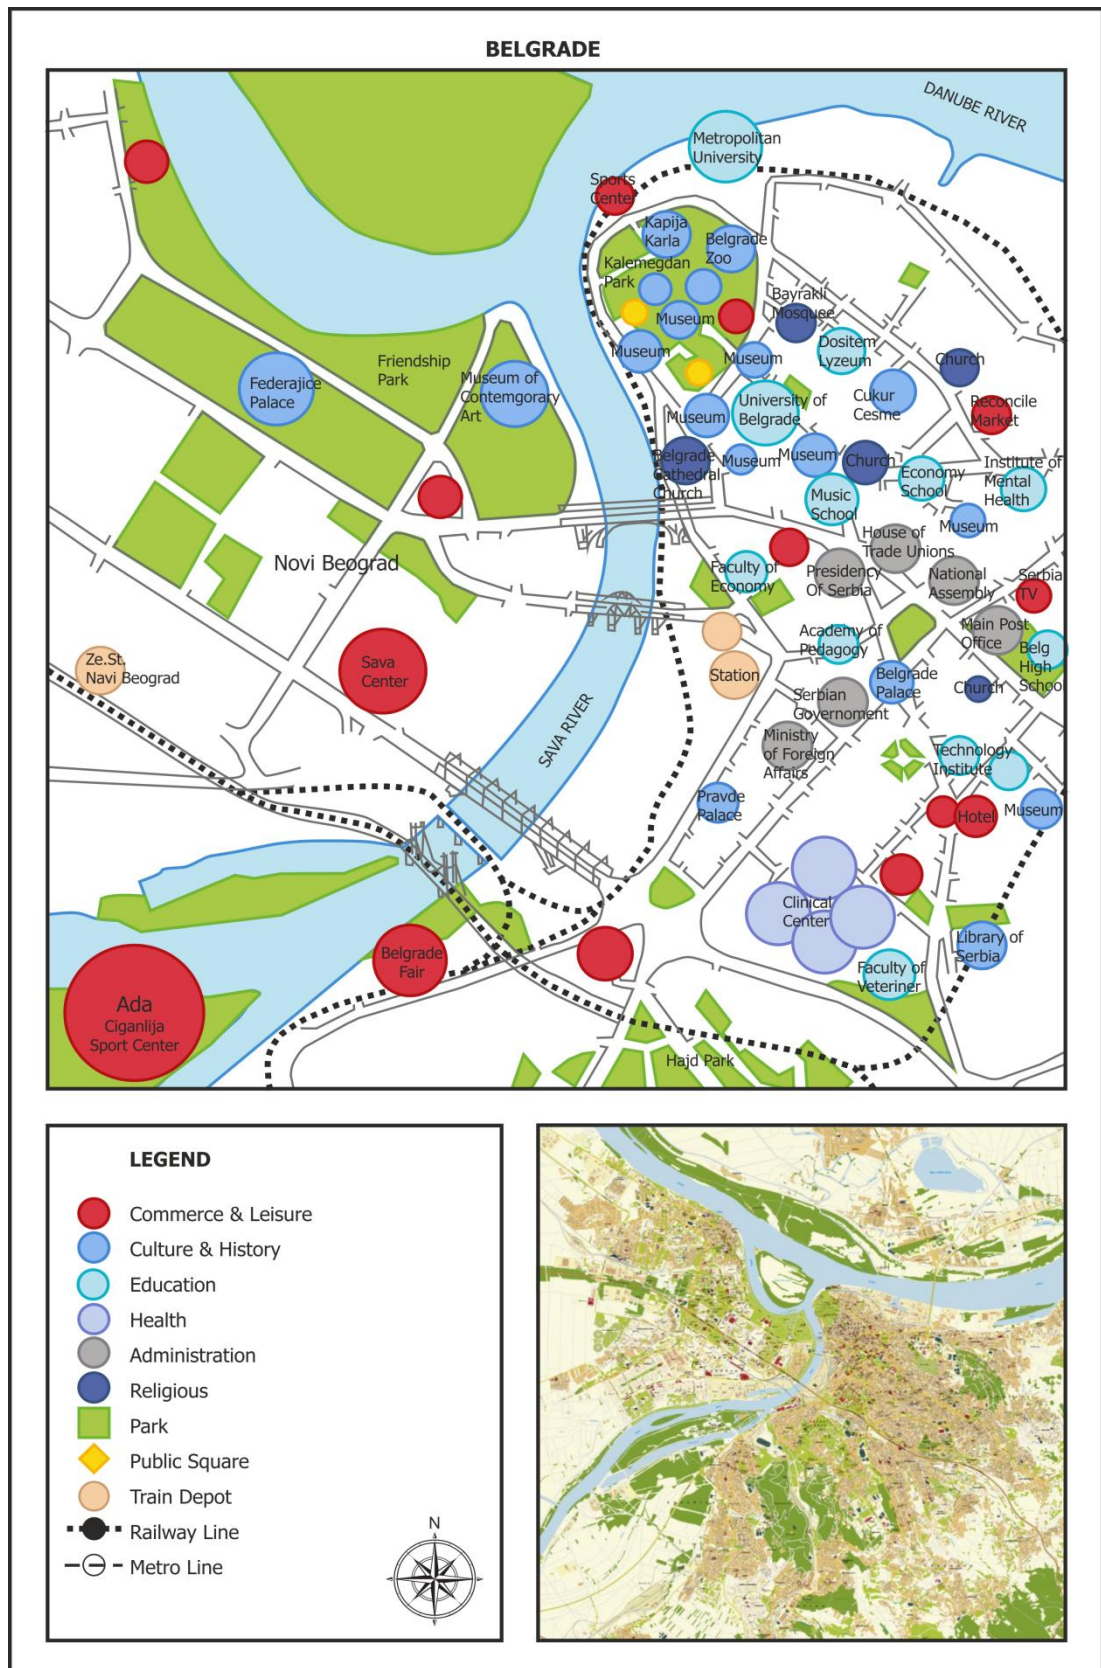 BELGRADE
DANUBE RIVER
Metropolitan
University
Sports
Center
Kapija
Karla
Belgrade
Zoo
Kalemegdan
Park
Bayrakli
Mosquee
Museum
Museum
Museum
Dositem
Lyzeum
Church
Friendship
Park
Federajice
Palace
Museum of
Contemgorary
Art
Cukur
Cesme
Reconcile
Market
University of
Belgrade
Museum
Belgrade
Cathedral
Church
Museum
Museum
Church
Economy
School
Institute of
Mental
Health
Music
School
Museum
House of
Trade Unions
Novi Beograd
Faculty of
Economy
Presidency
Of Serbia
National
Assembly
Serbia
TV
Main Post
Office
Academy of
Pedagogy
Belg
High
School
Ze.St.
Navi Beograd
Sava
Center
Station
Belgrade
Palace
Church
Serbian
Governoment
SAVA RIVER
Ministry
of Foreign
Affairs
Technology
Institute
Pravde
Palace
Hotel
Museum
Clinical
Center
Library of
Serbia
Belgrade
Fair
Faculty of
Veteriner
Ada
Ciganlija
Sport Center
Hajd Park
LEGEND
Commerce & Leisure
Culture & History
Education
Health
Administration
Religious
Park
Public Square
Train Depot
Railway Line
Metro Line
N